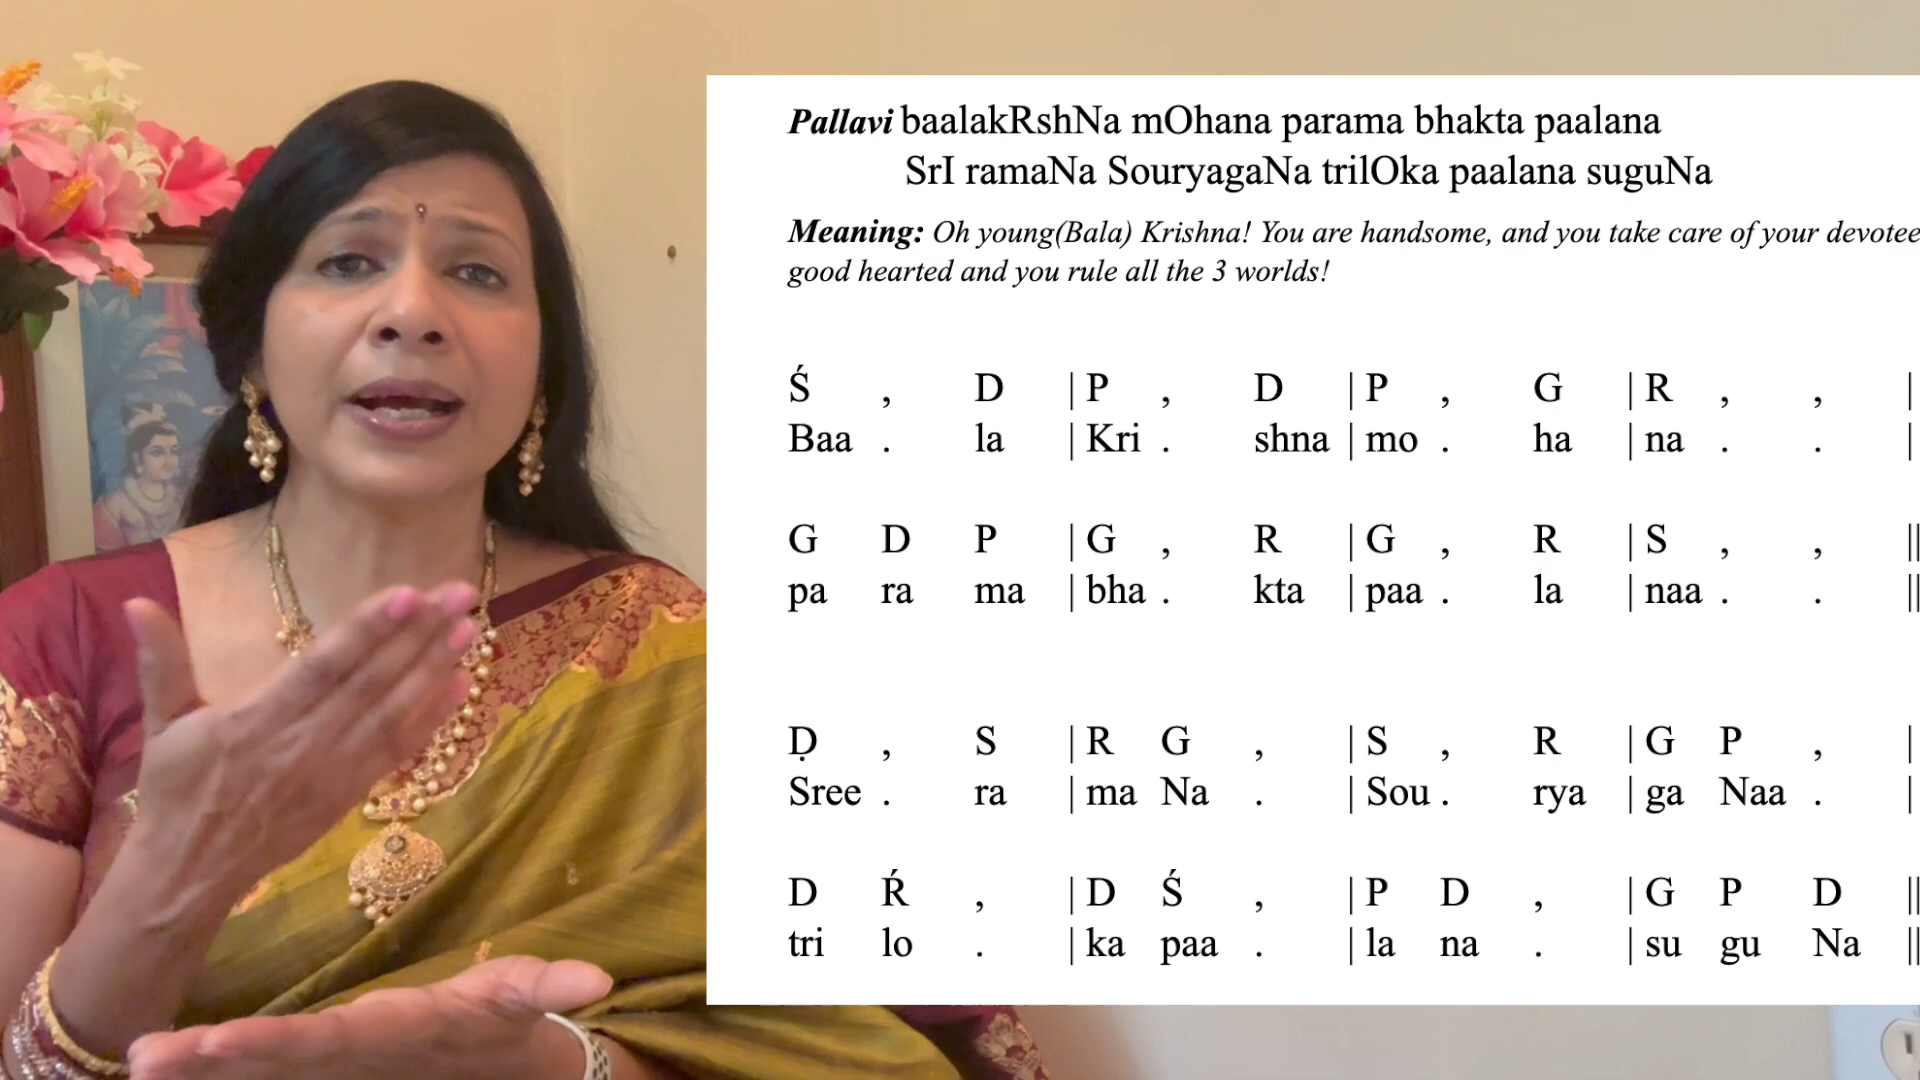 Pallavi baalakRshNa mOhana parama bhakta paalana
SrI ramaNa SouryagaNa trilOka paalana suguNa
Meaning: Oh young(Bala) Krishna! You are handsome, and you take care of your devotee
good hearted and you rule all the 3 worlds!
Ś , D | P , D | P , G | R , , |
Baa . la | Kri . shna | mo . ha | na . . |
G D P | G , R | G , R | S , , ||
pa ra ma | bha . kta | paa . la | naa . . ||
Ḍ , S | R G , | S , R | G P , |
Sree . ra | ma Na . | Sou . rya | ga Naa . |
D Ŕ , | D Ś , | P D , | G P D ||
tri lo . | ka paa . | la na . | su gu Na ||